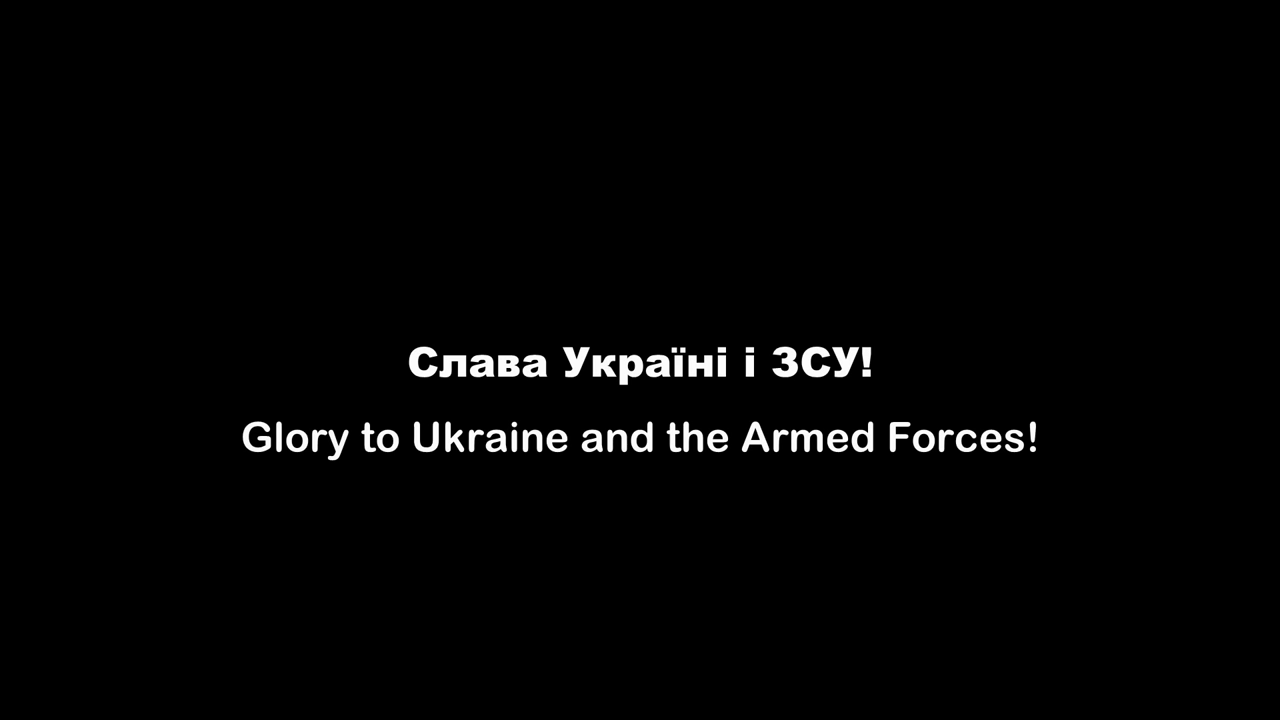 Слава Україні і ЗСУ!
Glory to Ukraine and the Armed Forces!